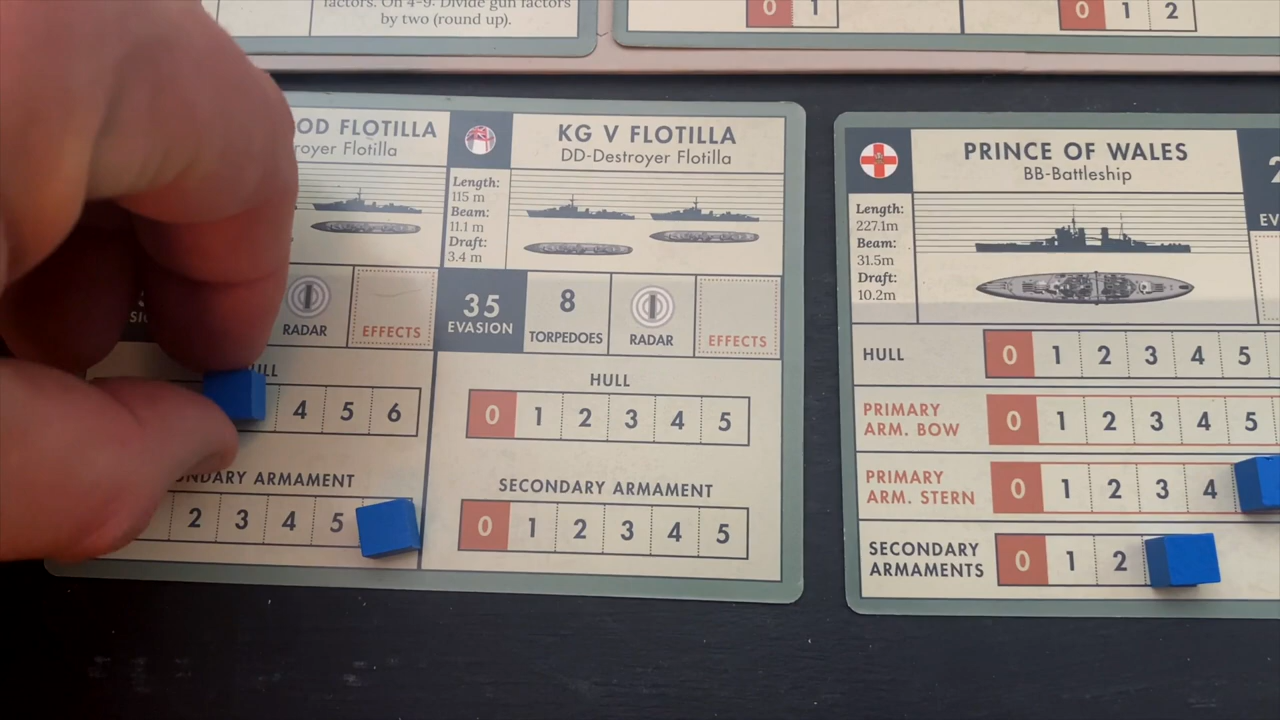 factors. On 4-9: Divide gun factors
by two (round up).
0 1
0 1 2
OD FLOTILLA
royer Flotilla
RADAR
EFFECTS
4 5 6
NDARY ARMAMENT
2 3 4 5
KG V FLOTILLA
DD-Destroyer Flotilla
Length:
115 m
Beam:
11.1 m
Draft:
3.4 m
35
EVASION
8
TORPEDOES
RADAR
EFFECTS
HULL
0 1 2 3 4 5
SECONDARY ARMAMENT
0 1 2 3 4 5
PRINCE OF WALES
BB-Battleship
Length:
227.1m
Beam:
31.5m
Draft:
10.2m
2
EV
HULL
0 1 2 3 4 5
PRIMARY
ARM. BOW
0 1 2 3 4 5
PRIMARY
ARM. STERN
0 1 2 3 4
SECONDARY
ARMAMENTS
0 1 2